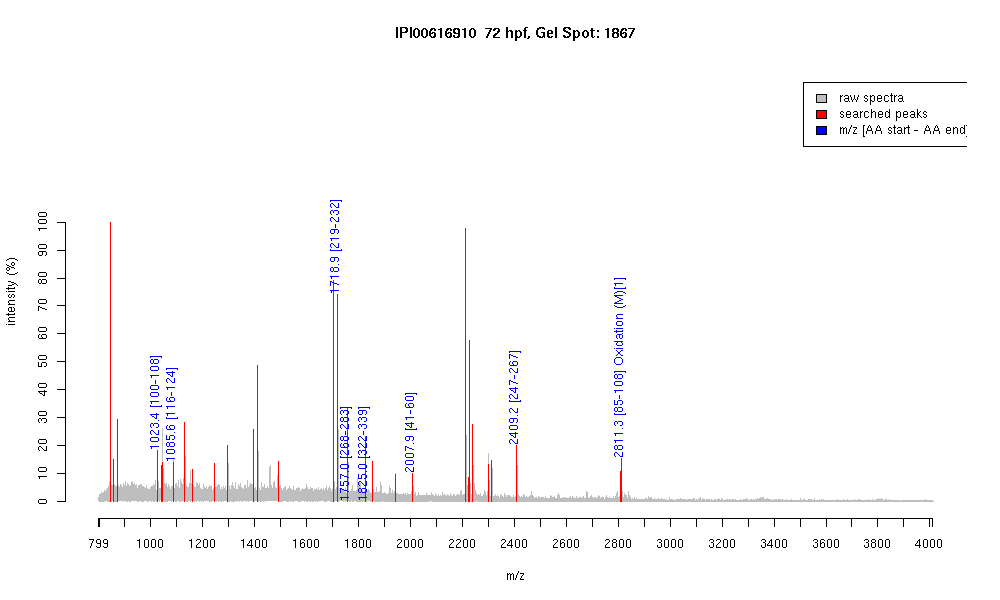 IPI00616910 72 hpf, Gel Spot: 1867
raw spectra
searched peaks
m/z [AA start - AA end]
intensity (%)
100
90
80
70
60
50
40
30
20
10
0
1023.4 [100-108]
1085.6 [116-124]
1718.9 [219-232]
1757.0 [268-283]
1825.0 [322-339]
2007.9 [41-60]
2409.2 [247-267]
2811.3 [85-108] Oxidation (M)[1]
799 1000 1200 1400 1600 1800 2000 2200 2400 2600 2800 3000 3200 3400 3600 3800 4000
m/z